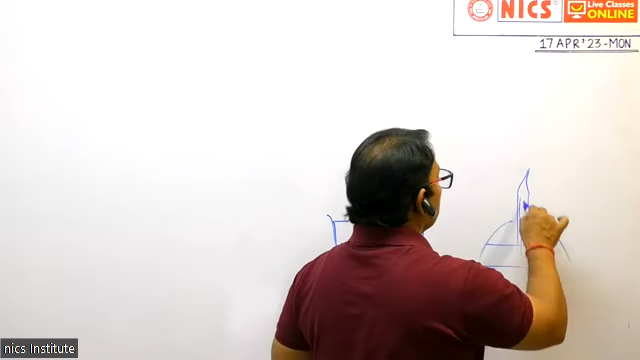 NICS
Live Classes
ONLINE
17 APR '23-MON
nics Institute